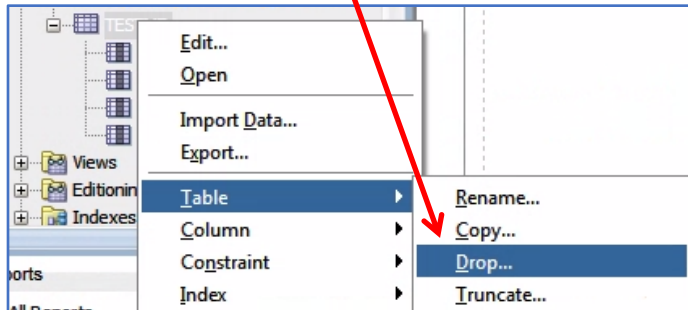 Edit...
Open
Import Data...
Export...
Views
Table
Rename...
Indexes
Column
Copy...
Constraint
Drop...
Index
Truncate...